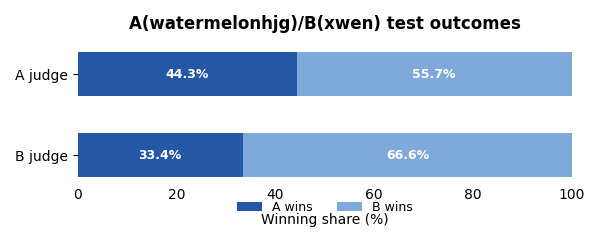 A(watermelonhjg)/B(xwen) test outcomes
A judge
44.3%
55.7%
B judge
33.4%
66.6%
0 20 40 60 80 100
A wins B wins
Winning share (%)